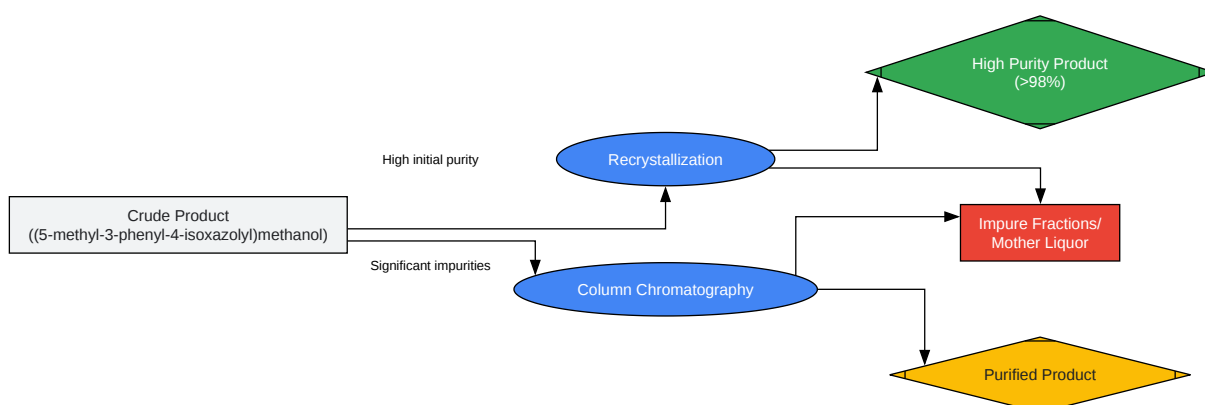 High Purity Product
(>98%)
High initial purity
Recrystallization
Crude Product
((5-methyl-3-phenyl-4-isoxazolyl)methanol)
Impure Fractions/
Mother Liquor
Significant impurities
Column Chromatography
Purified Product